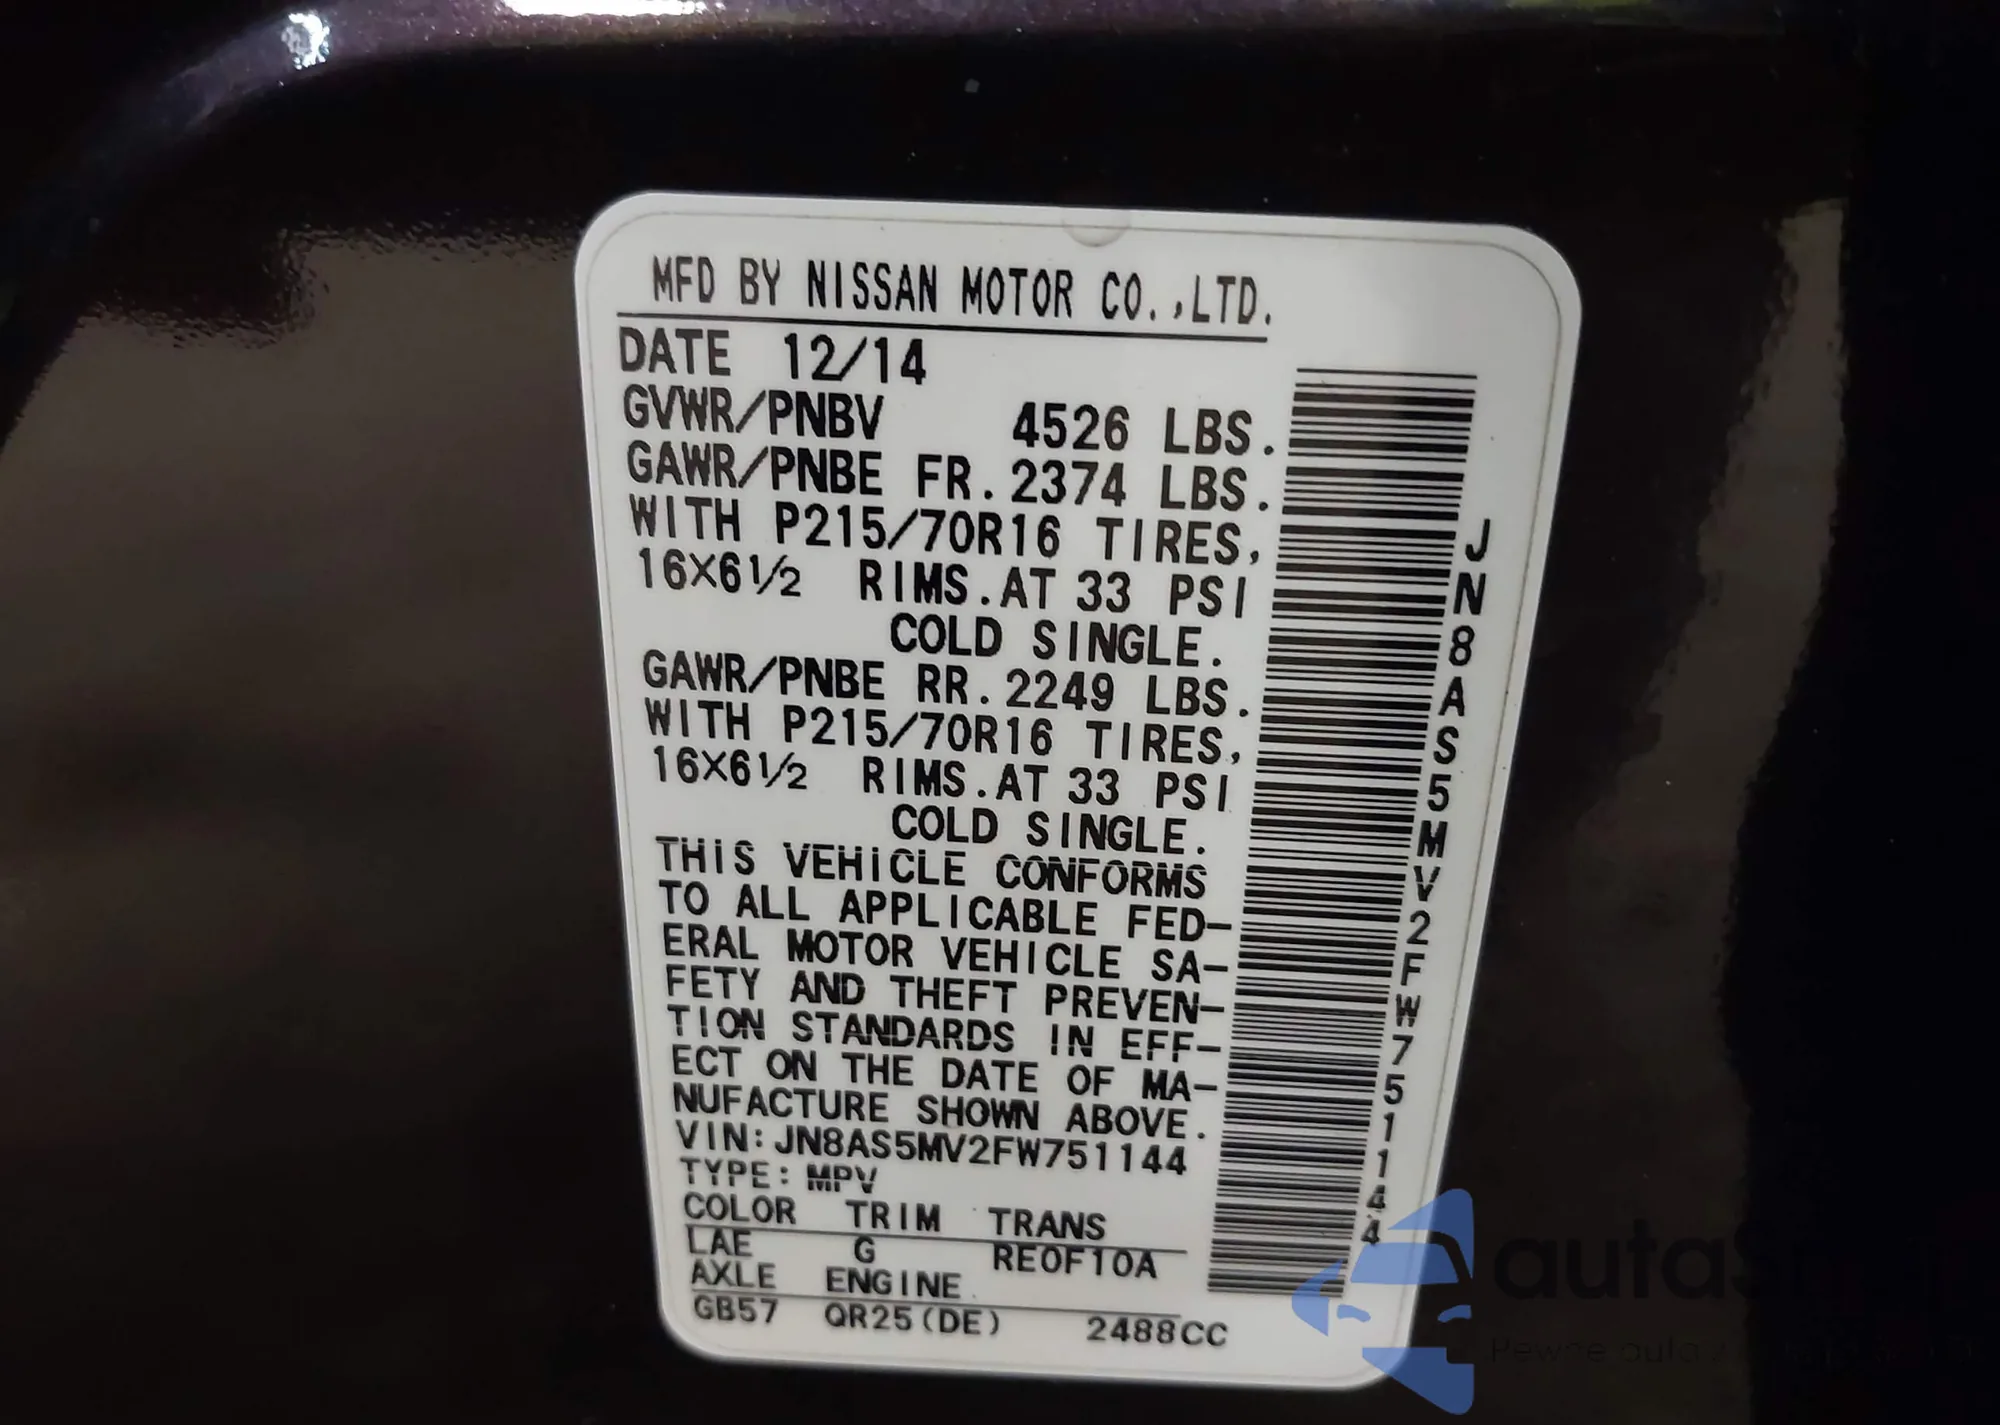 MFD BY NISSAN MOTOR CO.,LTD.
DATE 12/14
GVWR/PNBV 4526 LBS.
GAWR/PNBE FR. 2374 LBS.
WITH P215/70R16 TIRES,
16X6½ RIMS. AT 33 PSI
COLD SINGLE.
GAWR/PNBE RR. 2249 LBS.
WITH P215/70R16 TIRES,
16X6½ RIMS. AT 33 PSI
COLD SINGLE.
THIS VEHICLE CONFORMS
TO ALL APPLICABLE FED-
ERAL MOTOR VEHICLE SA-
FETY AND THEFT PREVEN-
TION STANDARDS IN EFF-
ECT ON THE DATE OF MA-
NUFACTURE SHOWN ABOVE.
VIN: JN8AS5MV2FW751144
TYPE: MPV
COLOR TRIM TRANS
LAE G RE0F10A
AXLE ENGINE
GB57 QR25(DE) 2488CC
JN8AS5MV2FW751144
Pewne auto z